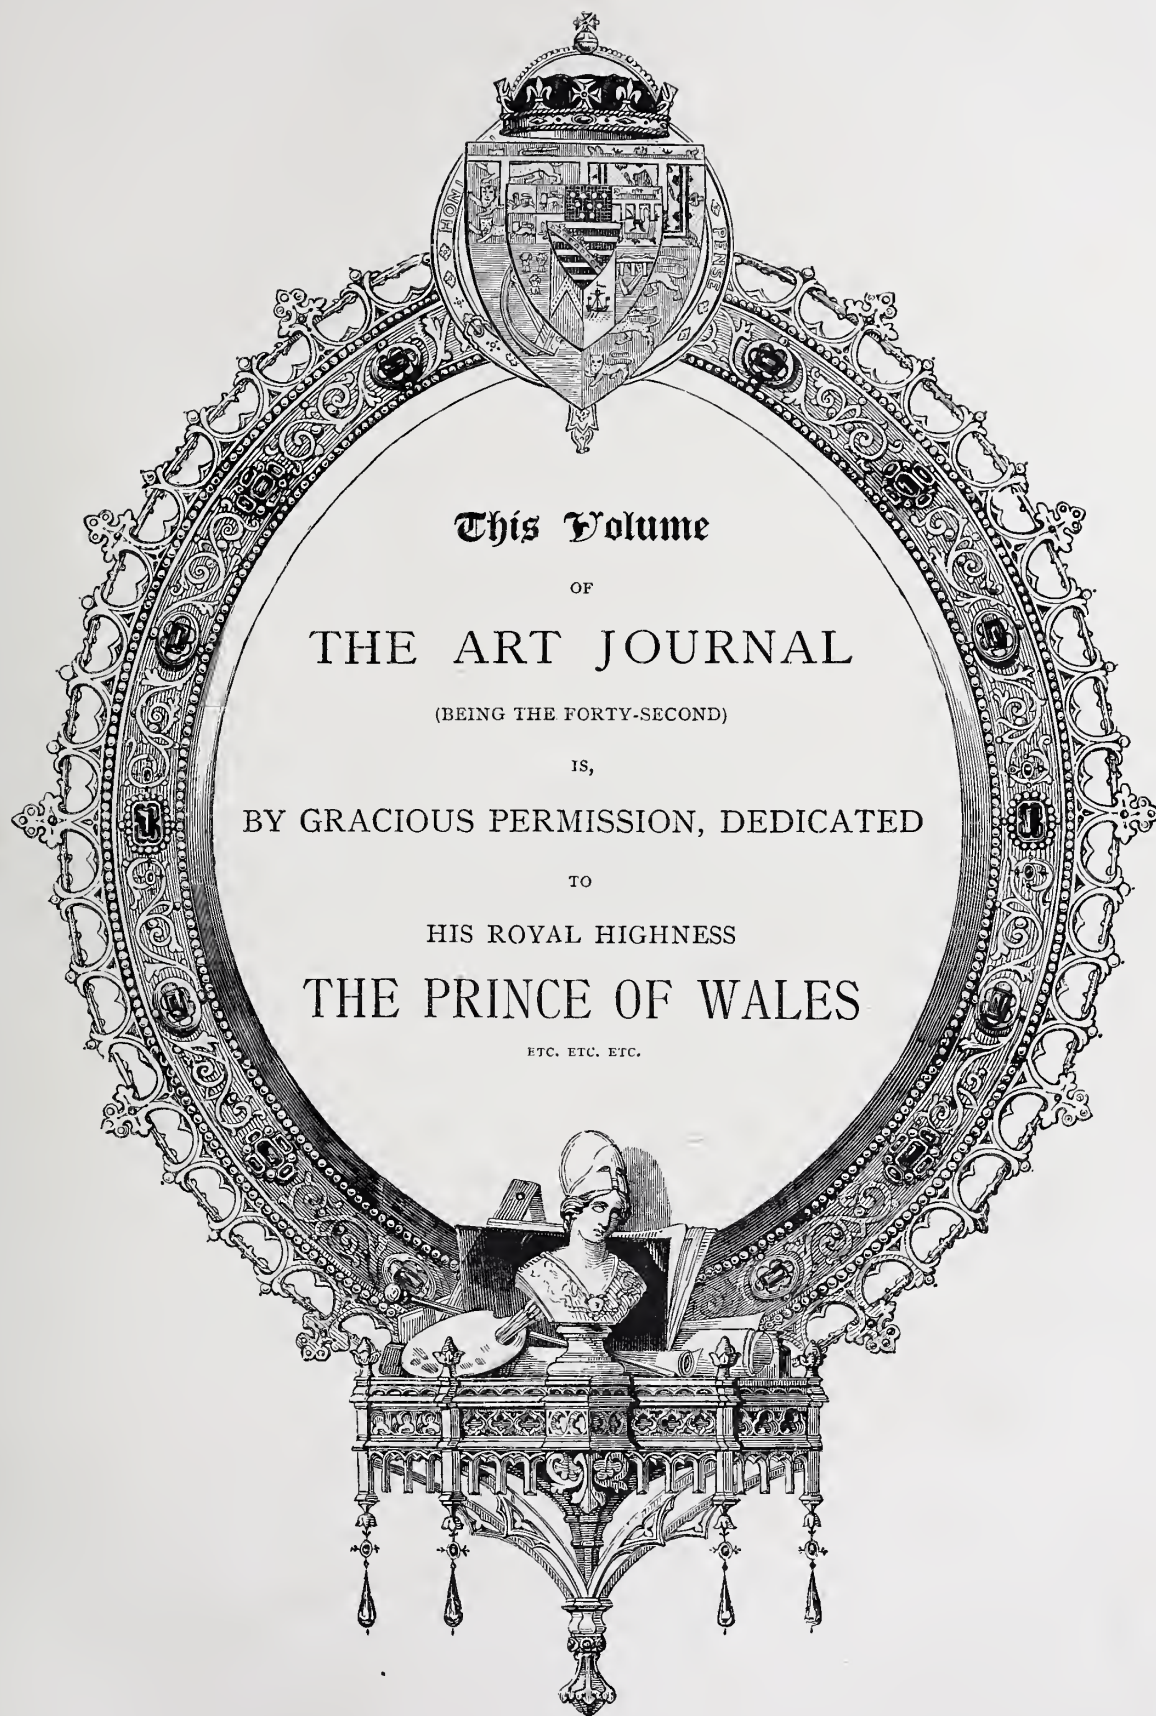 HONI
PENSE
This Volume
OF
THE ART JOURNAL
(BEING THE FORTY-SECOND)
IS,
BY GRACIOUS PERMISSION, DEDICATED
TO
HIS ROYAL HIGHNESS
THE PRINCE OF WALES
ETC. ETC. ETC.